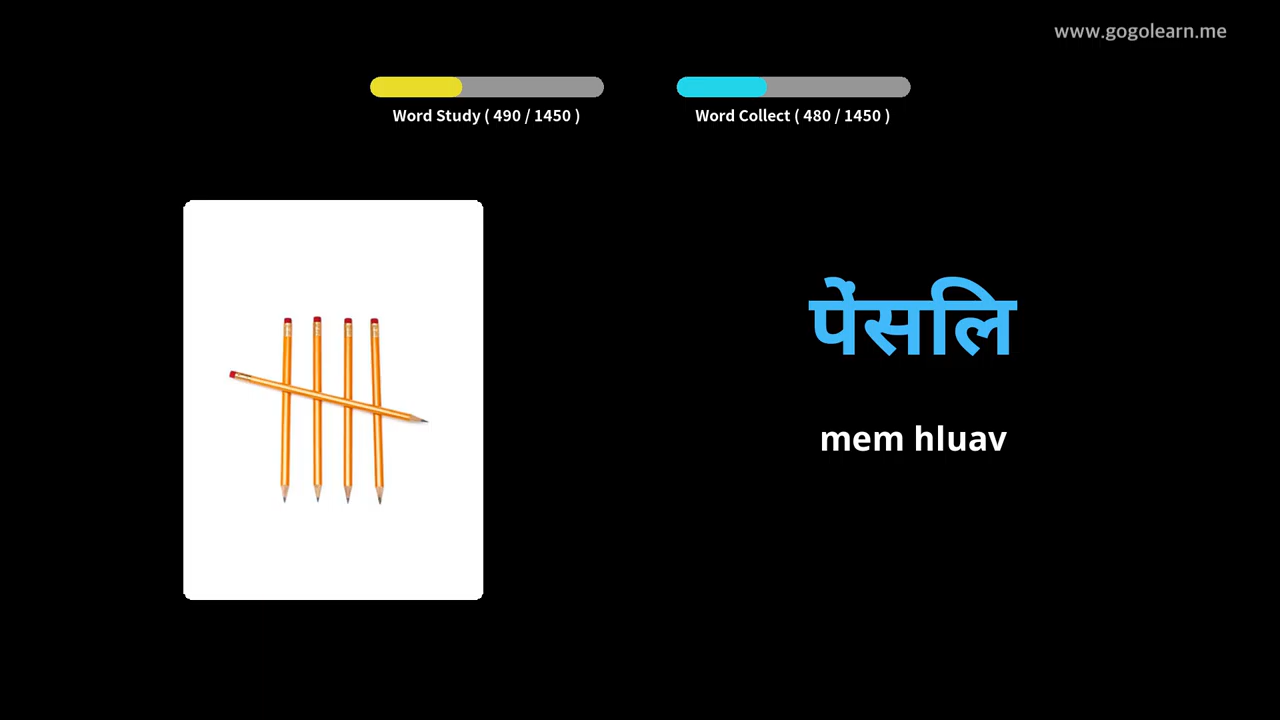 www.gogolearn.me
Word Study ( 490 / 1450 )
Word Collect ( 480 / 1450 )
पेंसलि
mem hluav